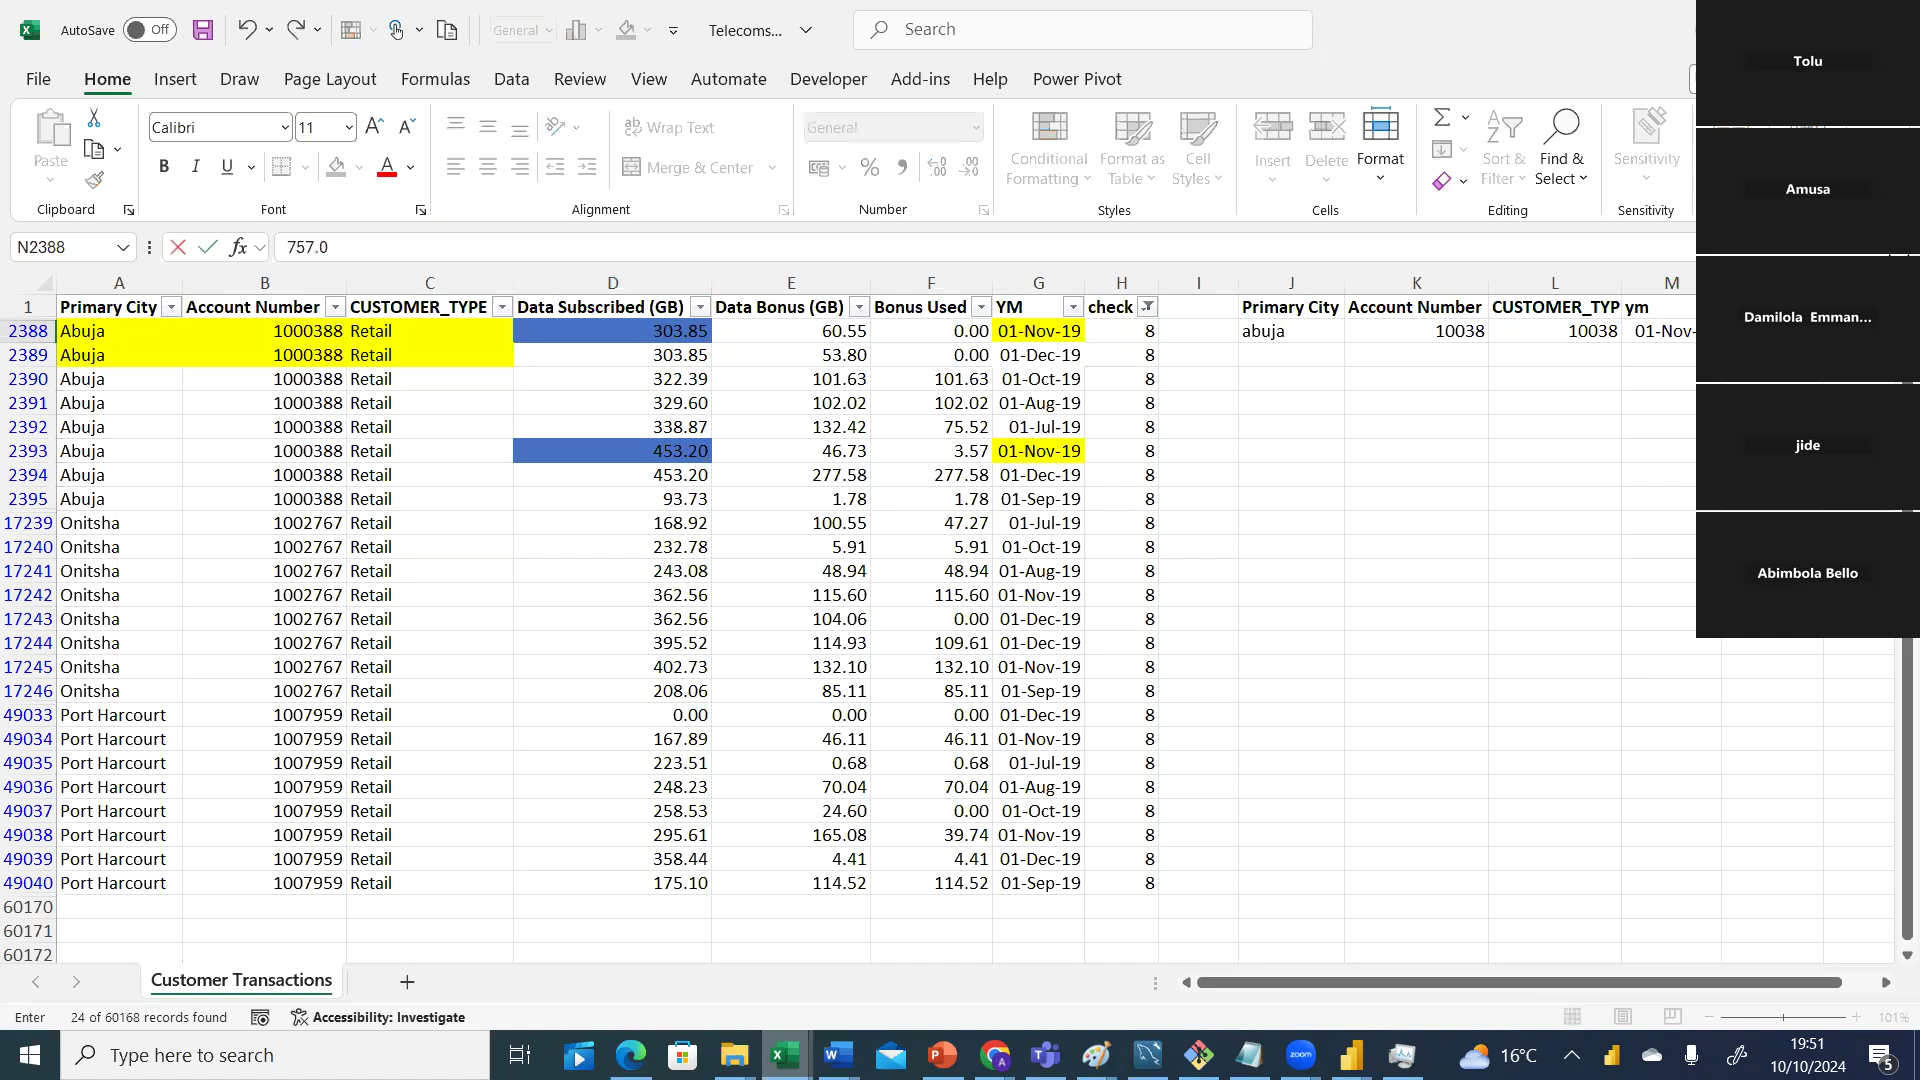 AutoSave Off General Telecoms... Search
File Home Insert Draw Page Layout Formulas Data Review View Automate Developer Add-ins Help Power Pivot
Paste
Clipboard
Calibri 11
B I U A
Font
Wrap Text
Merge & Center
Alignment
General
Number
Conditional Formatting
Format as Table
Cell Styles
Styles
Insert Delete Format
Cells
Sort & Filter
Find & Select
Editing
Sensitivity
Sensitivity
Tolu
Amusa
Damilola Emman...
jide
Abimbola Bello
N2388 fx 757.0
A B C D E F G H I J K L M
1 Primary City Account Number CUSTOMER_TYPE Data Subscribed (GB) Data Bonus (GB) Bonus Used YM check Primary City Account Number CUSTOMER_TYP ym
2388 Abuja 1000388 Retail 303.85 60.55 0.00 01-Nov-19 8 abuja 10038 10038 01-Nov-
2389 Abuja 1000388 Retail 303.85 53.80 0.00 01-Dec-19 8
2390 Abuja 1000388 Retail 322.39 101.63 101.63 01-Oct-19 8
2391 Abuja 1000388 Retail 329.60 102.02 102.02 01-Aug-19 8
2392 Abuja 1000388 Retail 338.87 132.42 75.52 01-Jul-19 8
2393 Abuja 1000388 Retail 453.20 46.73 3.57 01-Nov-19 8
2394 Abuja 1000388 Retail 453.20 277.58 277.58 01-Dec-19 8
2395 Abuja 1000388 Retail 93.73 1.78 1.78 01-Sep-19 8
17239 Onitsha 1002767 Retail 168.92 100.55 47.27 01-Jul-19 8
17240 Onitsha 1002767 Retail 232.78 5.91 5.91 01-Oct-19 8
17241 Onitsha 1002767 Retail 243.08 48.94 48.94 01-Aug-19 8
17242 Onitsha 1002767 Retail 362.56 115.60 115.60 01-Nov-19 8
17243 Onitsha 1002767 Retail 362.56 104.06 0.00 01-Dec-19 8
17244 Onitsha 1002767 Retail 395.52 114.93 109.61 01-Dec-19 8
17245 Onitsha 1002767 Retail 402.73 132.10 132.10 01-Nov-19 8
17246 Onitsha 1002767 Retail 208.06 85.11 85.11 01-Sep-19 8
49033 Port Harcourt 1007959 Retail 0.00 0.00 0.00 01-Dec-19 8
49034 Port Harcourt 1007959 Retail 167.89 46.11 46.11 01-Nov-19 8
49035 Port Harcourt 1007959 Retail 223.51 0.68 0.68 01-Jul-19 8
49036 Port Harcourt 1007959 Retail 248.23 70.04 70.04 01-Aug-19 8
49037 Port Harcourt 1007959 Retail 258.53 24.60 0.00 01-Oct-19 8
49038 Port Harcourt 1007959 Retail 295.61 165.08 39.74 01-Nov-19 8
49039 Port Harcourt 1007959 Retail 358.44 4.41 4.41 01-Dec-19 8
49040 Port Harcourt 1007959 Retail 175.10 114.52 114.52 01-Sep-19 8
60170
60171
60172
Customer Transactions
Enter 24 of 60168 records found Accessibility: Investigate 101%
Type here to search zoom 16°C 19:51
10/10/2024 5